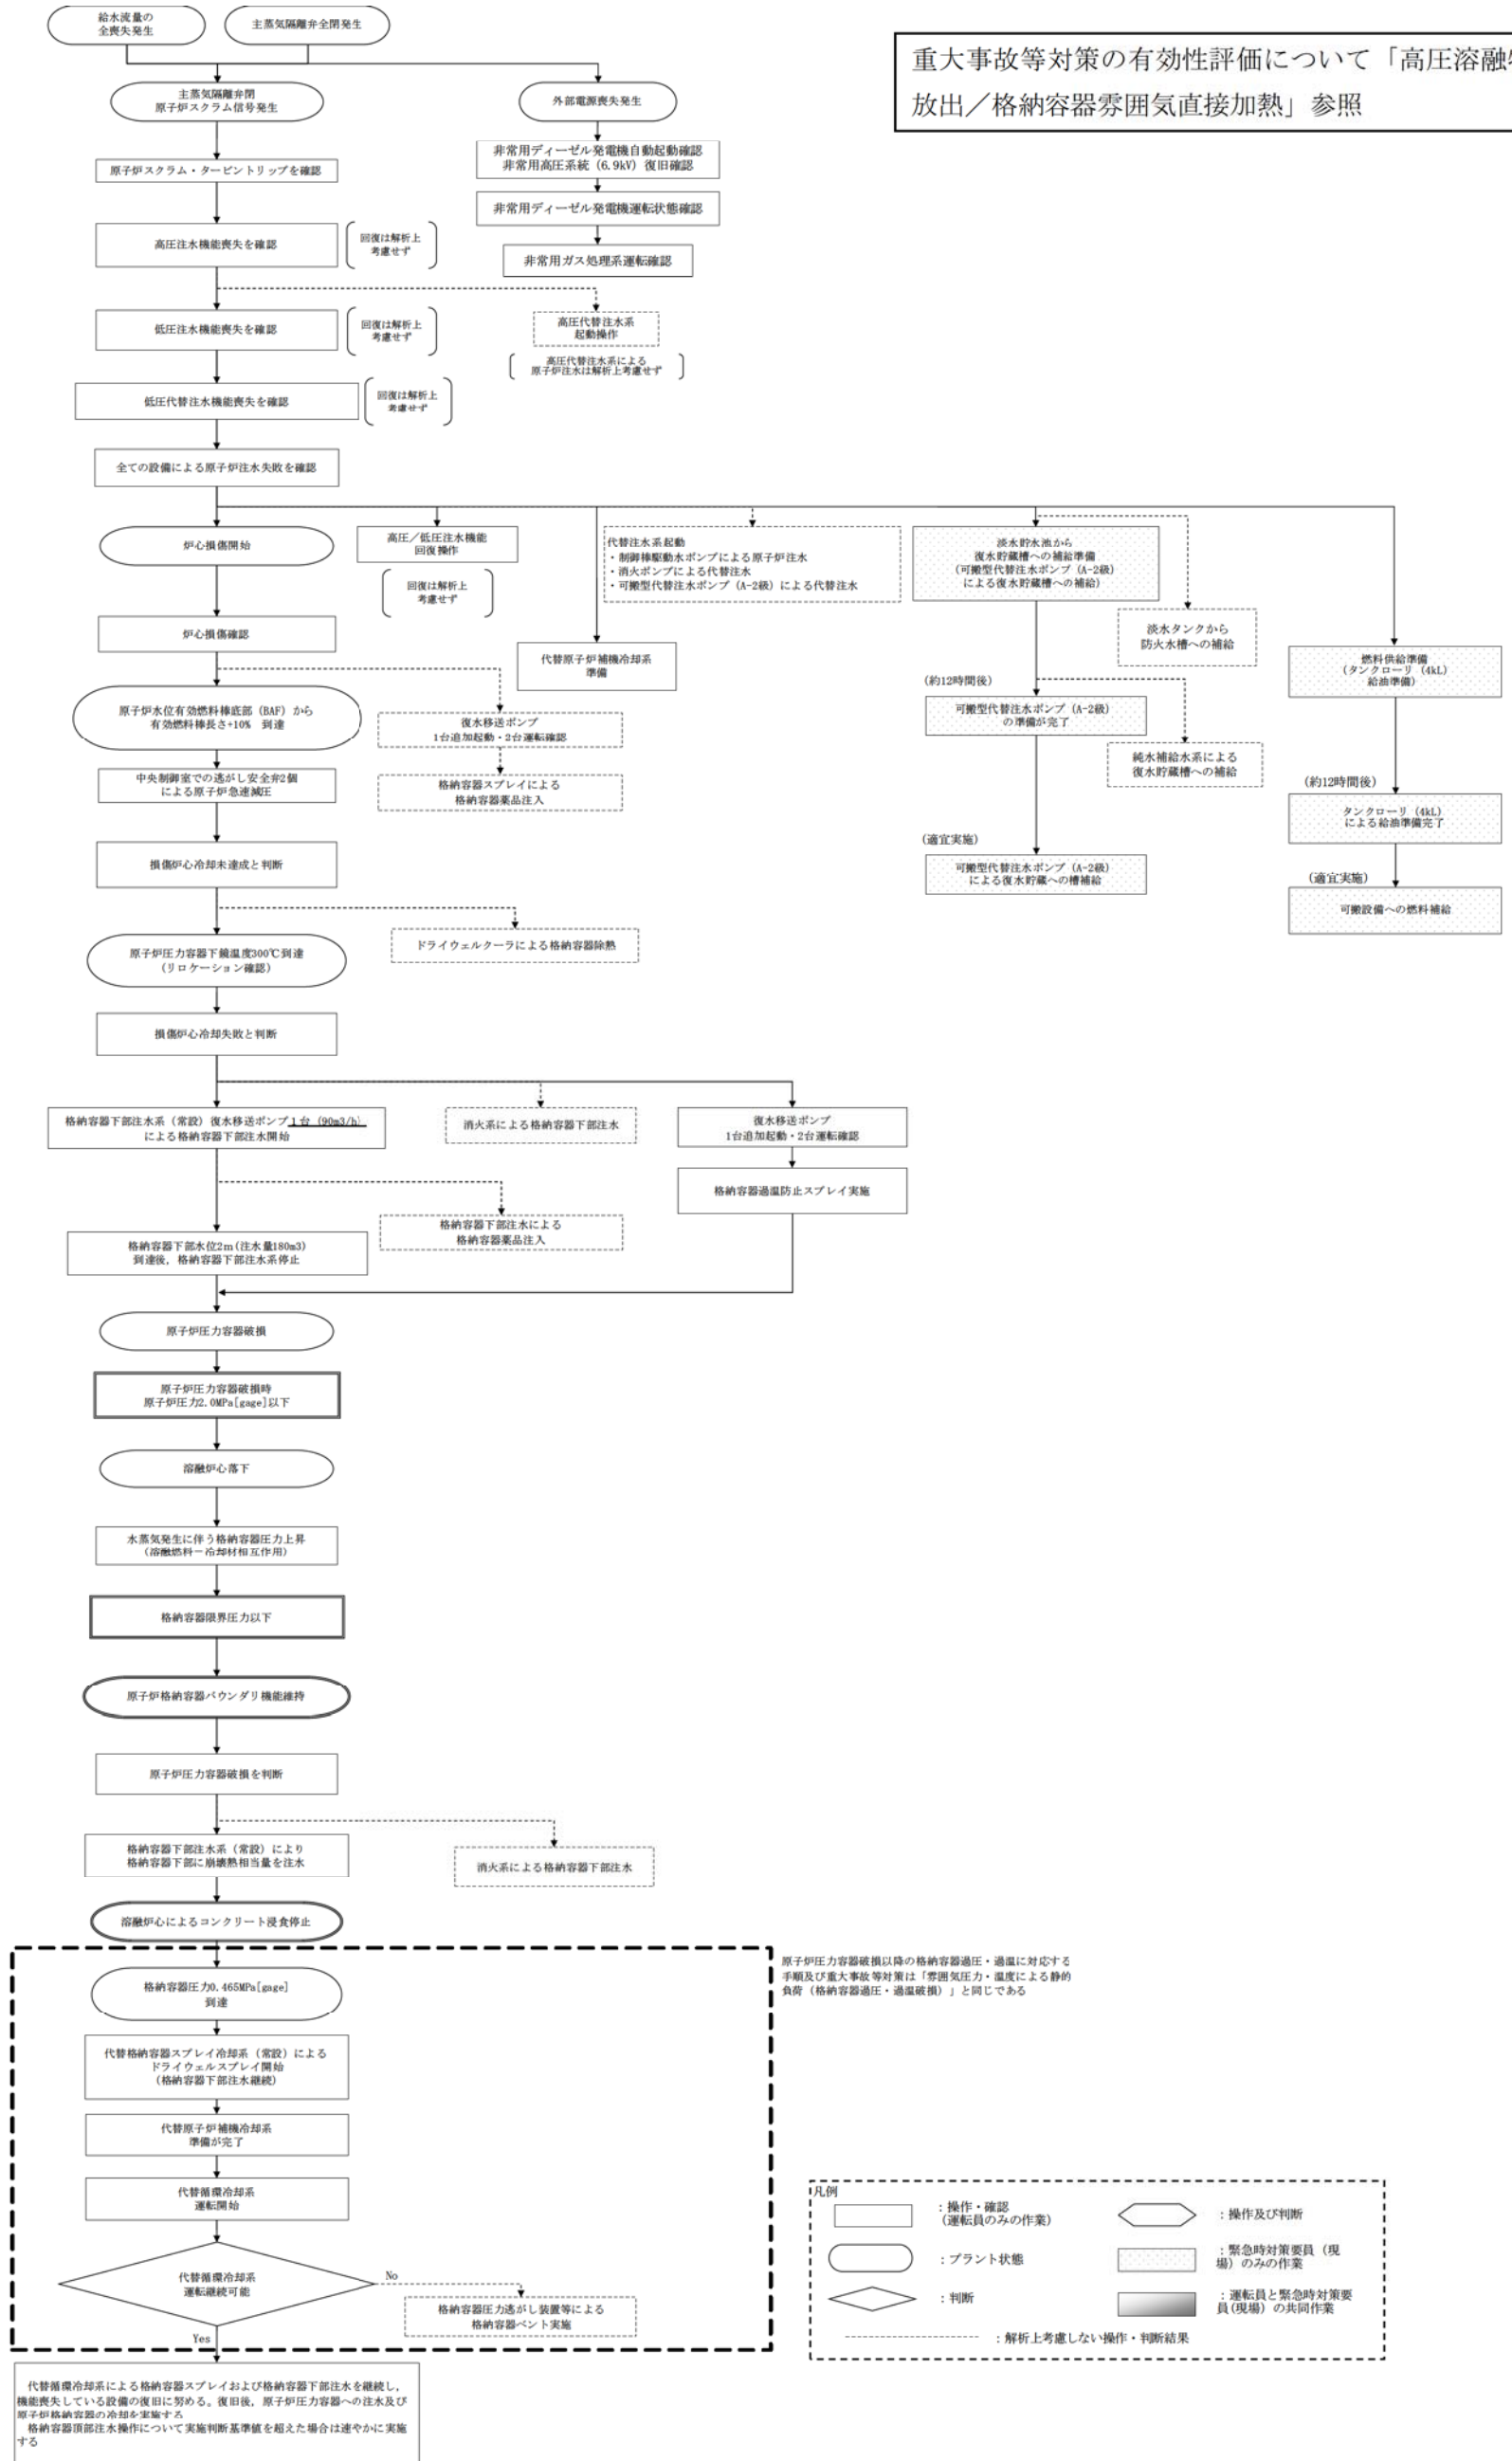 給水流量の
全喪失発生
主蒸気隔離弁全閉発生
重大事故等対策の有効性評価について「高圧溶融物
放出／格納容器雰囲気直接加熱」参照
主蒸気隔離弁閉
原子炉スクラム信号発生
外部電源喪失発生
原子炉スクラム・タービントリップを確認
非常用ディーゼル発電機自動起動確認
非常用高圧系統（6.9kV）復旧確認
非常用ディーゼル発電機運転状態確認
高圧注水機能喪失を確認
回復は解析上
考慮せず
非常用ガス処理系運転確認
低圧注水機能喪失を確認
回復は解析上
考慮せず
高圧代替注水系
起動操作
高圧代替注水系による
原子炉注水は解析上考慮せず
低圧代替注水機能喪失を確認
回復は解析上
考慮せず
全ての設備による原子炉注水失敗を確認
炉心損傷開始
高圧／低圧注水機能
回復操作
回復は解析上
考慮せず
代替注水系起動
・制御棒駆動水ポンプによる原子炉注水
・消火ポンプによる代替注水
・可搬型代替注水ポンプ（A-2級）による代替注水
淡水貯水池から
復水貯蔵槽への補給準備
（可搬型代替注水ポンプ（A-2級）
による復水貯蔵槽への補給）
淡水タンクから
防火水槽への補給
炉心損傷確認
代替原子炉補機冷却系
準備
燃料供給準備
（タンクローリ（4kL）
給油準備）
原子炉水位有効燃料棒底部（BAF）から
有効燃料棒長さ+10%　到達
復水移送ポンプ
1台追加起動・2台運転確認
(約12時間後)
可搬型代替注水ポンプ（A-2級）
の準備が完了
純水補給水系による
復水貯蔵槽への補給
中央制御室での逃がし安全弁2個
による原子炉急速減圧
格納容器スプレイによる
格納容器薬品注入
(約12時間後)
タンクローリ（4kL）
による給油準備完了
損傷炉心冷却未達成と判断
(適宜実施)
可搬型代替注水ポンプ（A-2級）
による復水貯蔵への槽補給
(適宜実施)
可搬設備への燃料補給
ドライウェルクーラによる格納容器除熱
原子炉圧力容器下鏡温度300℃到達
（リロケーション確認）
損傷炉心冷却失敗と判断
格納容器下部注水系（常設）復水移送ポンプ1台（90m3/h）
による格納容器下部注水開始
消火系による格納容器下部注水
復水移送ポンプ
1台追加起動・2台運転確認
格納容器過温防止スプレイ実施
格納容器下部注水による
格納容器薬品注入
格納容器下部水位2m(注水量180m3)
到達後，格納容器下部注水系停止
原子炉圧力容器破損
原子炉圧力容器破損時
原子炉圧力2.0MPa[gage]以下
溶融炉心落下
水蒸気発生に伴う格納容器圧力上昇
（溶融燃料－冷却材相互作用）
格納容器限界圧力以下
原子炉格納容器バウンダリ機能維持
原子炉圧力容器破損を判断
格納容器下部注水系（常設）により
格納容器下部に崩壊熱相当量を注水
消火系による格納容器下部注水
溶融炉心によるコンクリート浸食停止
原子炉圧力容器破損以降の格納容器過圧・過温に対応する
手順及び重大事故等対策は「雰囲気圧力・温度による静的
負荷（格納容器過圧・過温破損）」と同じである
格納容器圧力0.465MPa[gage]
到達
代替格納容器スプレイ冷却系（常設）による
ドライウェルスプレイ開始
（格納容器下部注水継続）
代替原子炉補機冷却系
準備が完了
代替循環冷却系
運転開始
代替循環冷却系
運転継続可能
No
格納容器圧力逃がし装置等による
格納容器ベント実施
Yes
代替循環冷却系による格納容器スプレイおよび格納容器下部注水を継続し，
機能喪失している設備の復旧に努める。復旧後，原子炉圧力容器への注水及び
原子炉格納容器の冷却を実施する
格納容器頂部注水操作について実施判断基準値を超えた場合は速やかに実施
する
凡例
：操作・確認
（運転員のみの作業）
：操作及び判断
：プラント状態
：緊急時対策要員（現
場）のみの作業
：判断
：運転員と緊急時対策要
員(現場）の共同作業
：解析上考慮しない操作・判断結果